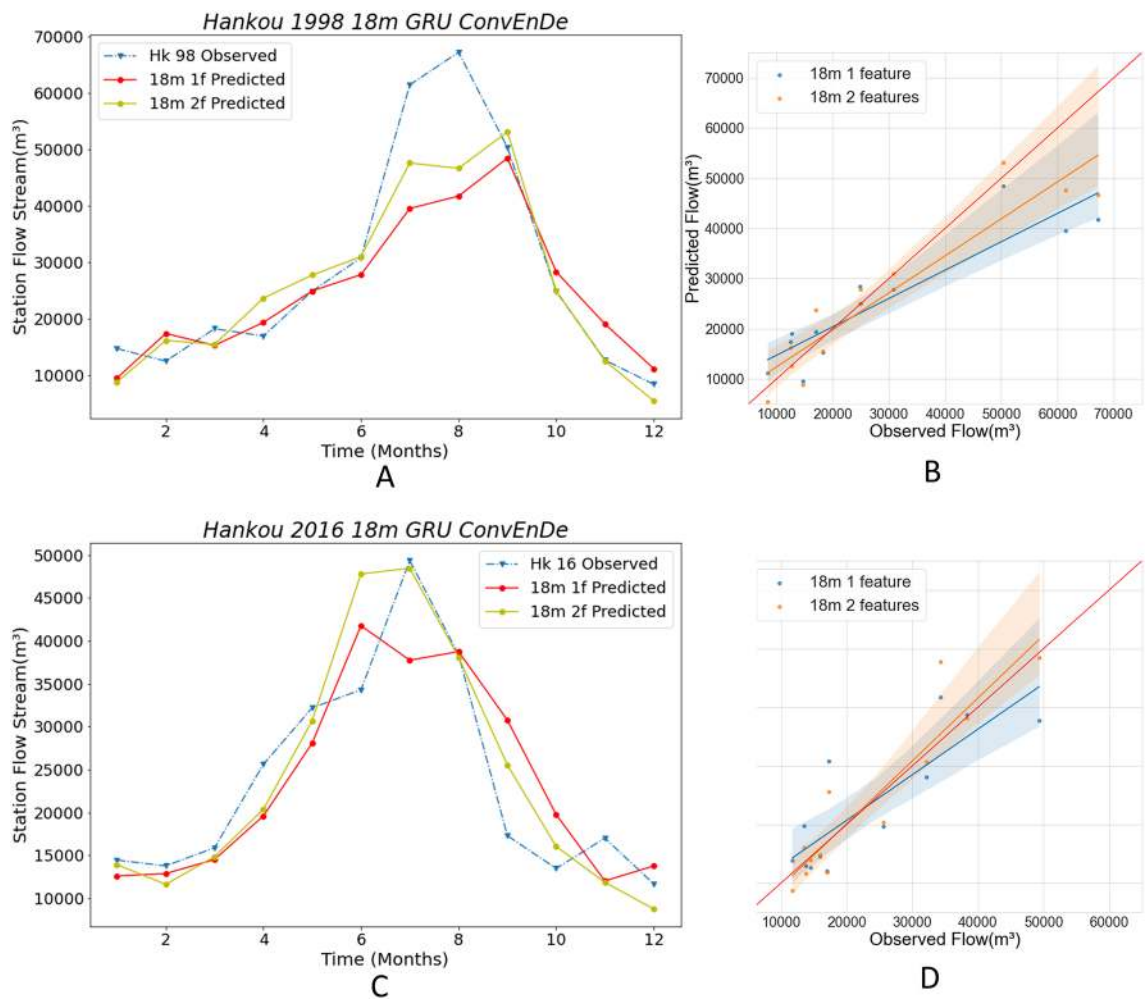 Hankou 1998 18m GRU ConvEnDe
70000
60000
50000
40000
30000
20000
10000
Station Flow Stream(m³)
Hk 98 Observed
18m 1f Predicted
18m 2f Predicted
2 4 6 8 10 12
Time (Months)
A
70000
60000
50000
40000
30000
20000
10000
Predicted Flow(m³)
18m 1 feature
18m 2 features
10000 20000 30000 40000 50000 60000 70000
Observed Flow(m³)
B
Hankou 2016 18m GRU ConvEnDe
50000
45000
40000
35000
30000
25000
20000
15000
10000
Station Flow Stream(m³)
Hk 16 Observed
18m 1f Predicted
18m 2f Predicted
2 4 6 8 10 12
Time (Months)
C
18m 1 feature
18m 2 features
10000 20000 30000 40000 50000 60000
Observed Flow(m³)
D